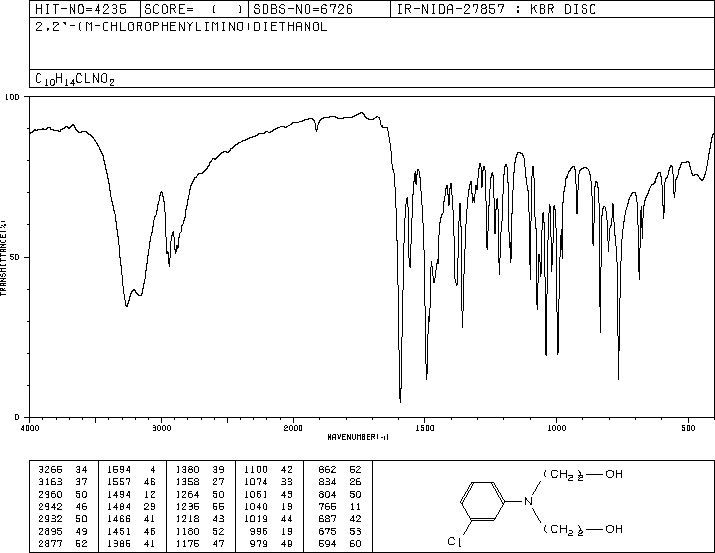 HIT-NO=4235 SCORE= ( ) SDBS-NO=6726 IR-NIDA-27857 : KBR DISC
2,2'-(M-CHLOROPHENYLIMINO)DIETHANOL
C10H14CLNO2
100
50
0
TRANSMITTANCE(%)
4000 3000 2000 1500 1000 500
WAVENUMBER(-1)
3265 34 1594 4 1380 39 1100 42 862 52
3163 37 1557 46 1358 27 1074 33 834 26
2960 50 1494 12 1264 50 1061 49 804 50
2942 46 1484 29 1235 55 1040 19 765 11
2932 50 1466 41 1218 43 1019 44 687 42
2895 49 1451 46 1180 52 996 19 675 53
2877 52 1385 41 1175 47 979 49 594 60
(CH2)2 OH
N
(CH2)2 OH
Cl